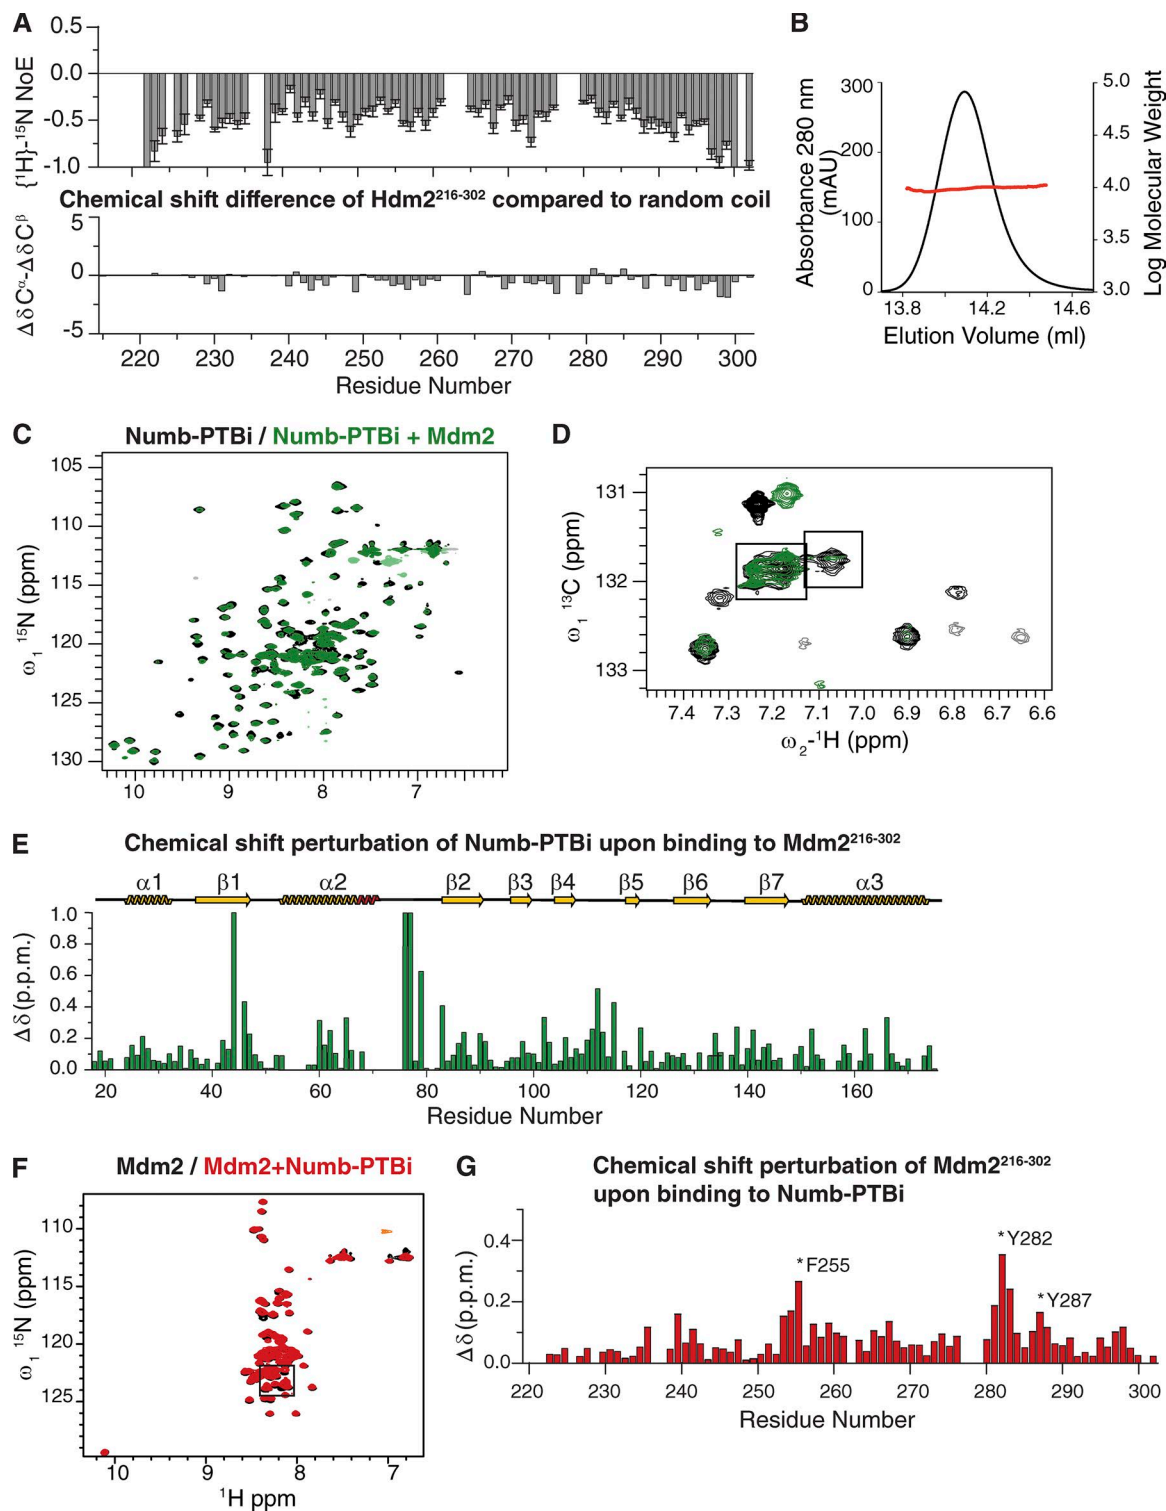 A
0.5
0.0
-0.5
-1.0
{¹H}-¹⁵N NoE
220 230 240 250 260 270 280 290 300
Chemical shift difference of Hdm2²¹⁶⁻³⁰² compared to random coil
5
0
-5
ΔδCᵅ-ΔδCᵝ
220 230 240 250 260 270 280 290 300
Residue Number
B
300
200
100
0
Absorbance 280 nm
(mAU)
5.0
4.5
4.0
3.5
3.0
Log Molecular Weight
13.8 14.2 14.6
Elution Volume (ml)
C
Numb-PTBi / Numb-PTBi + Mdm2
105
110
115
120
125
130
ω₁ ¹⁵N (ppm)
10 9 8 7
D
131
132
133
ω₁ ¹³C (ppm)
7.4 7.3 7.2 7.1 7.0 6.9 6.8 6.7 6.6
ω₂-¹H (ppm)
E
Chemical shift perturbation of Numb-PTBi upon binding to Mdm2²¹⁶⁻³⁰²
α1 β1 α2 β2 β3 β4 β5 β6 β7 α3
1.0
0.8
0.6
0.4
0.2
0.0
Δδ(p.p.m.)
20 40 60 80 100 120 140 160
Residue Number
F
Mdm2 / Mdm2+Numb-PTBi
110
115
120
125
ω₁ ¹⁵N (ppm)
10 9 8 7
¹H ppm
G
Chemical shift perturbation of Mdm2²¹⁶⁻³⁰²
upon binding to Numb-PTBi
0.4
0.2
0.0
Δδ(p.p.m.)
*F255
*Y282
*Y287
220 230 240 250 260 270 280 290 300
Residue Number